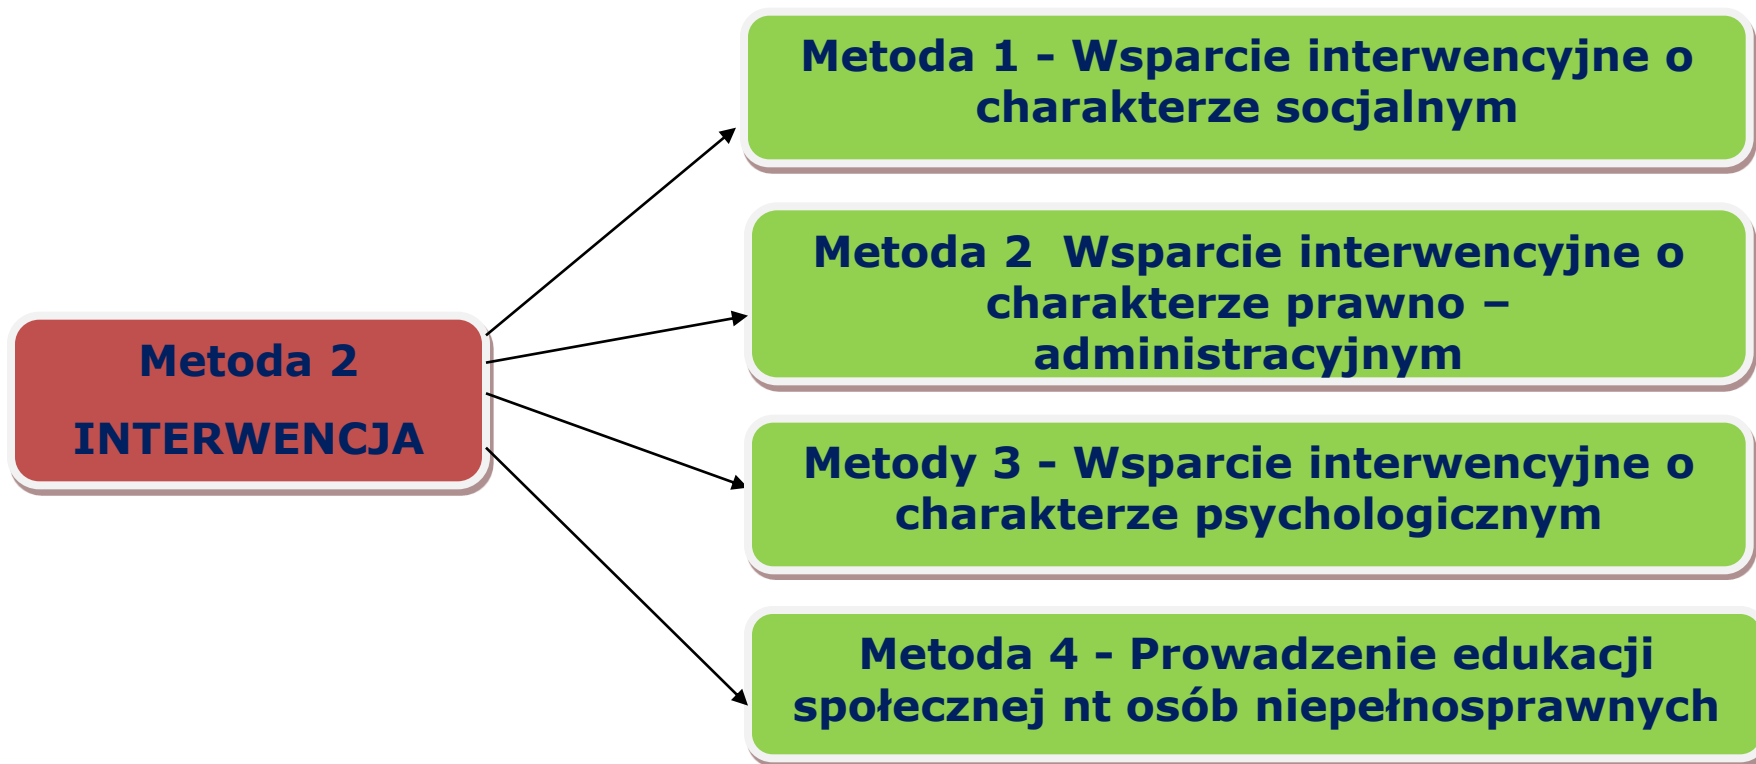 Metoda 1 - Wsparcie interwencyjne o
charakterze socjalnym
Metoda 2  Wsparcie interwencyjne o
charakterze prawno –
administracyjnym
Metoda 2
INTERWENCJA
Metody 3 - Wsparcie interwencyjne o
charakterze psychologicznym
Metoda 4 - Prowadzenie edukacji
społecznej nt osób niepełnosprawnych